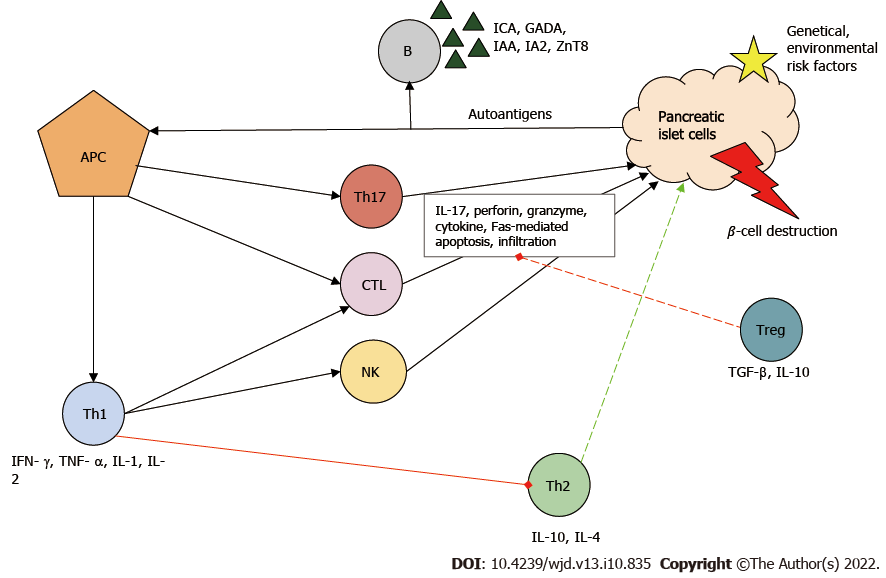 ICA, GADA,
IAA, IA2, ZnT8
B
Genetical,
environmental
risk factors
Autoantigens
Pancreatic
islet cells
APC
Th17
IL-17, perforin, granzyme,
cytokine, Fas-mediated
apoptosis, infiltration
β-cell destruction
CTL
Treg
TGF-β, IL-10
NK
Th1
IFN- γ, TNF- α, IL-1, IL-
2
Th2
IL-10, IL-4
DOI: 10.4239/wjd.v13.i10.835 Copyright ©The Author(s) 2022.